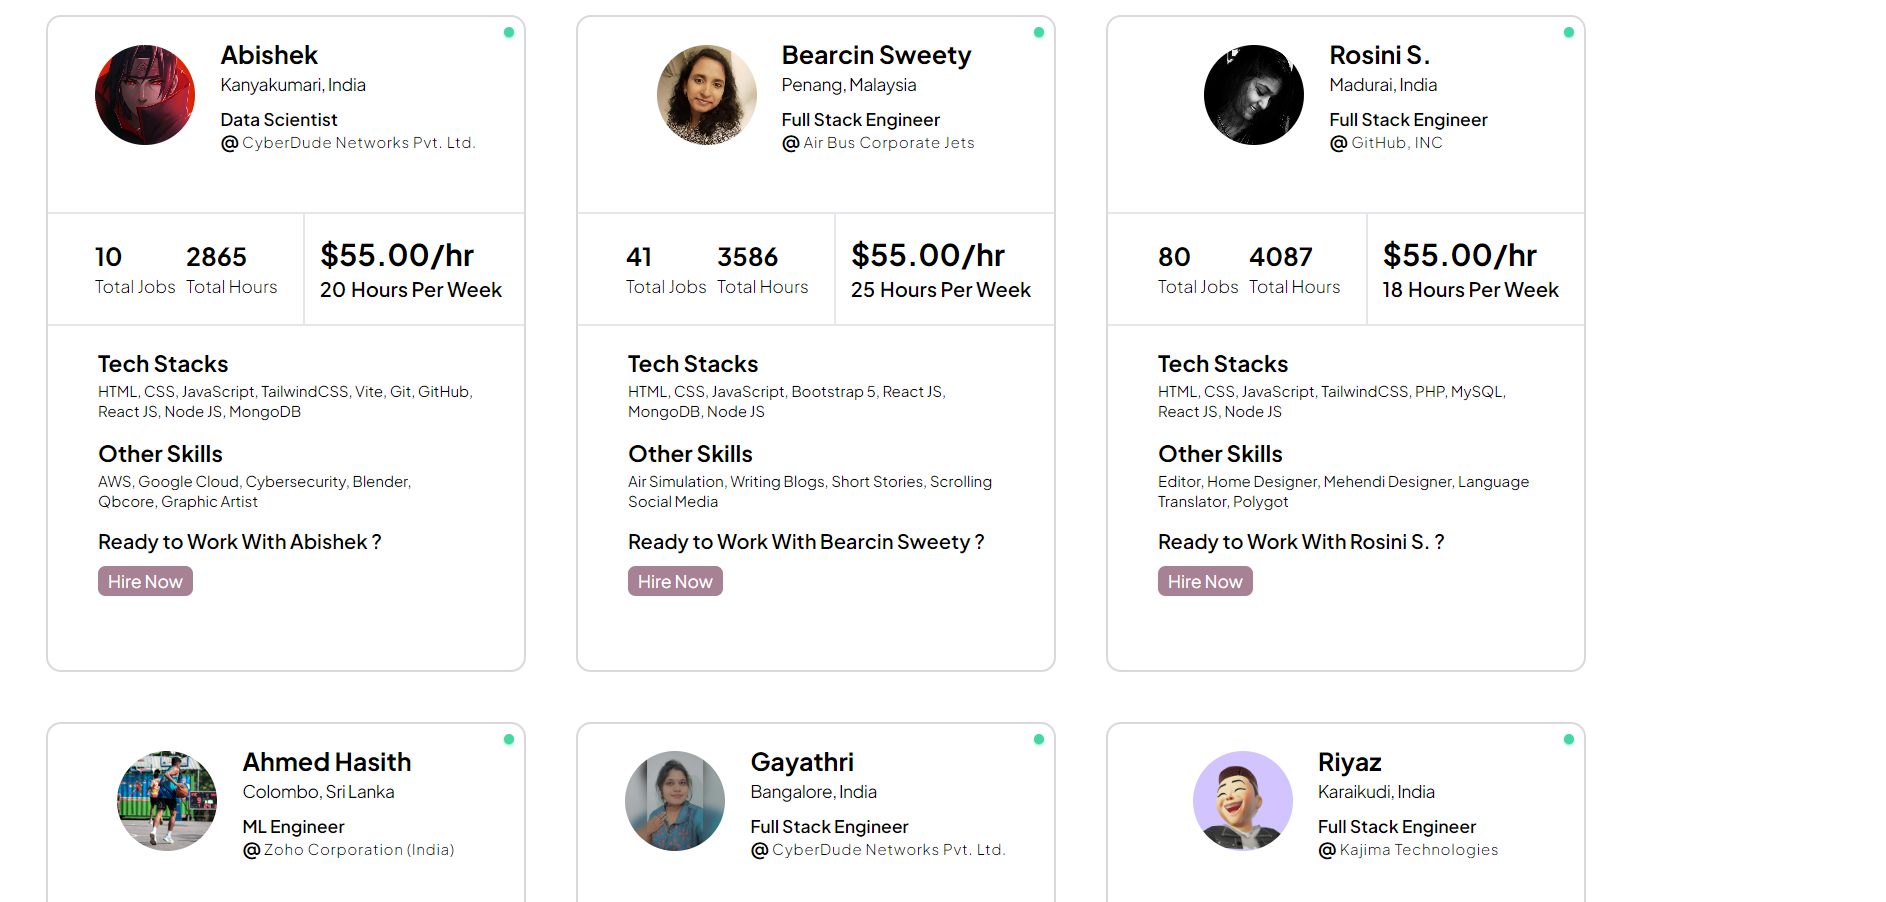 Abishek
Kanyakumari, India
Data Scientist
@ CyberDude Networks Pvt. Ltd.
10
2865
Total Jobs
Total Hours
$55.00/hr
20 Hours Per Week
Tech Stacks
HTML, CSS, JavaScript, TailwindCSS, Vite, Git, GitHub,
React JS, Node JS, MongoDB
Other Skills
AWS, Google Cloud, Cybersecurity, Blender,
Qbcore, Graphic Artist
Ready to Work With Abishek ?
Hire Now
Bearcin Sweety
Penang, Malaysia
Full Stack Engineer
@ Air Bus Corporate Jets
41
3586
Total Jobs
Total Hours
$55.00/hr
25 Hours Per Week
Tech Stacks
HTML, CSS, JavaScript, Bootstrap 5, React JS,
MongoDB, Node JS
Other Skills
Air Simulation, Writing Blogs, Short Stories, Scrolling
Social Media
Ready to Work With Bearcin Sweety ?
Hire Now
Rosini S.
Madurai, India
Full Stack Engineer
@ GitHub, INC
80
4087
Total Jobs
Total Hours
$55.00/hr
18 Hours Per Week
Tech Stacks
HTML, CSS, JavaScript, TailwindCSS, PHP, MySQL,
React JS, Node JS
Other Skills
Editor, Home Designer, Mehendi Designer, Language
Translator, Polygot
Ready to Work With Rosini S. ?
Hire Now
Ahmed Hasith
Colombo, Sri Lanka
ML Engineer
@ Zoho Corporation (India)
Gayathri
Bangalore, India
Full Stack Engineer
@ CyberDude Networks Pvt. Ltd.
Riyaz
Karaikudi, India
Full Stack Engineer
@ Kajima Technologies